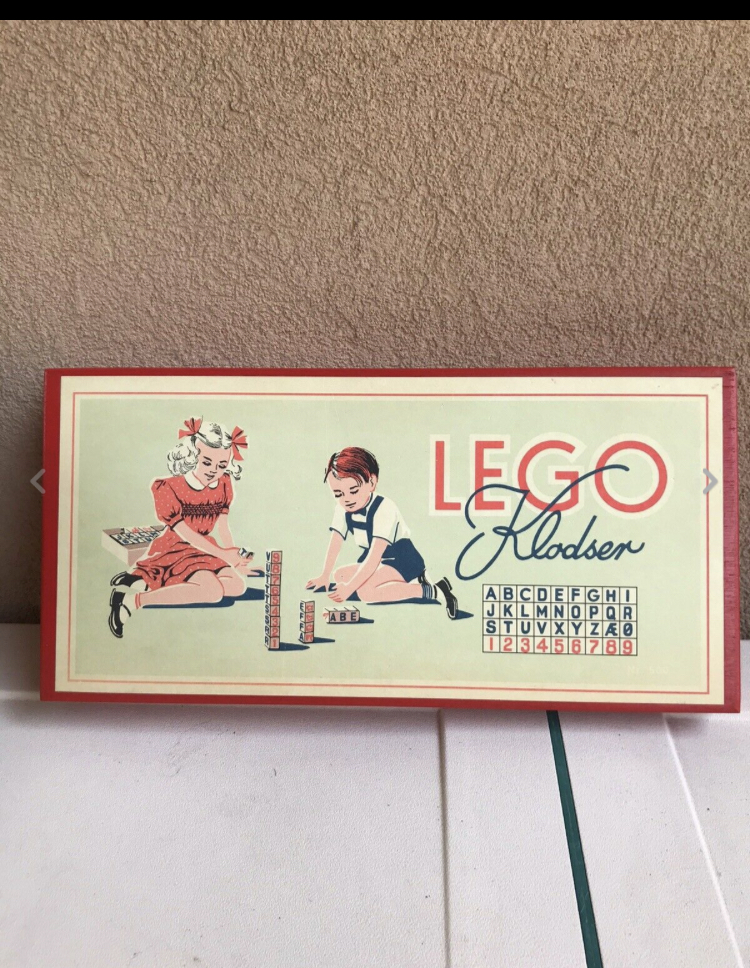 LEGO
Klodser
ABCDEFGHI
JKLMNOPQR
STUVXYZÆØ
123456789
ABE